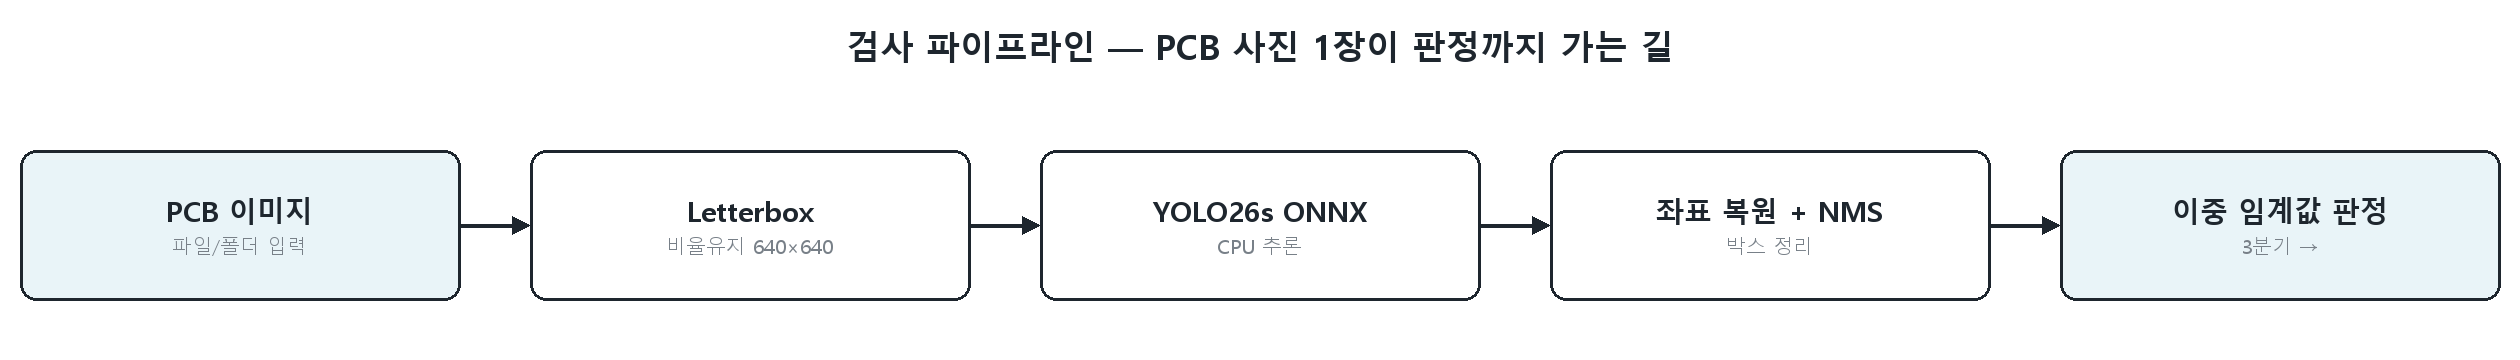 검사 파이프라인 — PCB 사진 1장이 판정까지 가는 길
PCB 이미지
파일/폴더 입력
Letterbox
비율유지 640×640
YOLO26s ONNX
CPU 추론
좌표 복원 + NMS
박스 정리
이중 임계값 판정
3분기 →